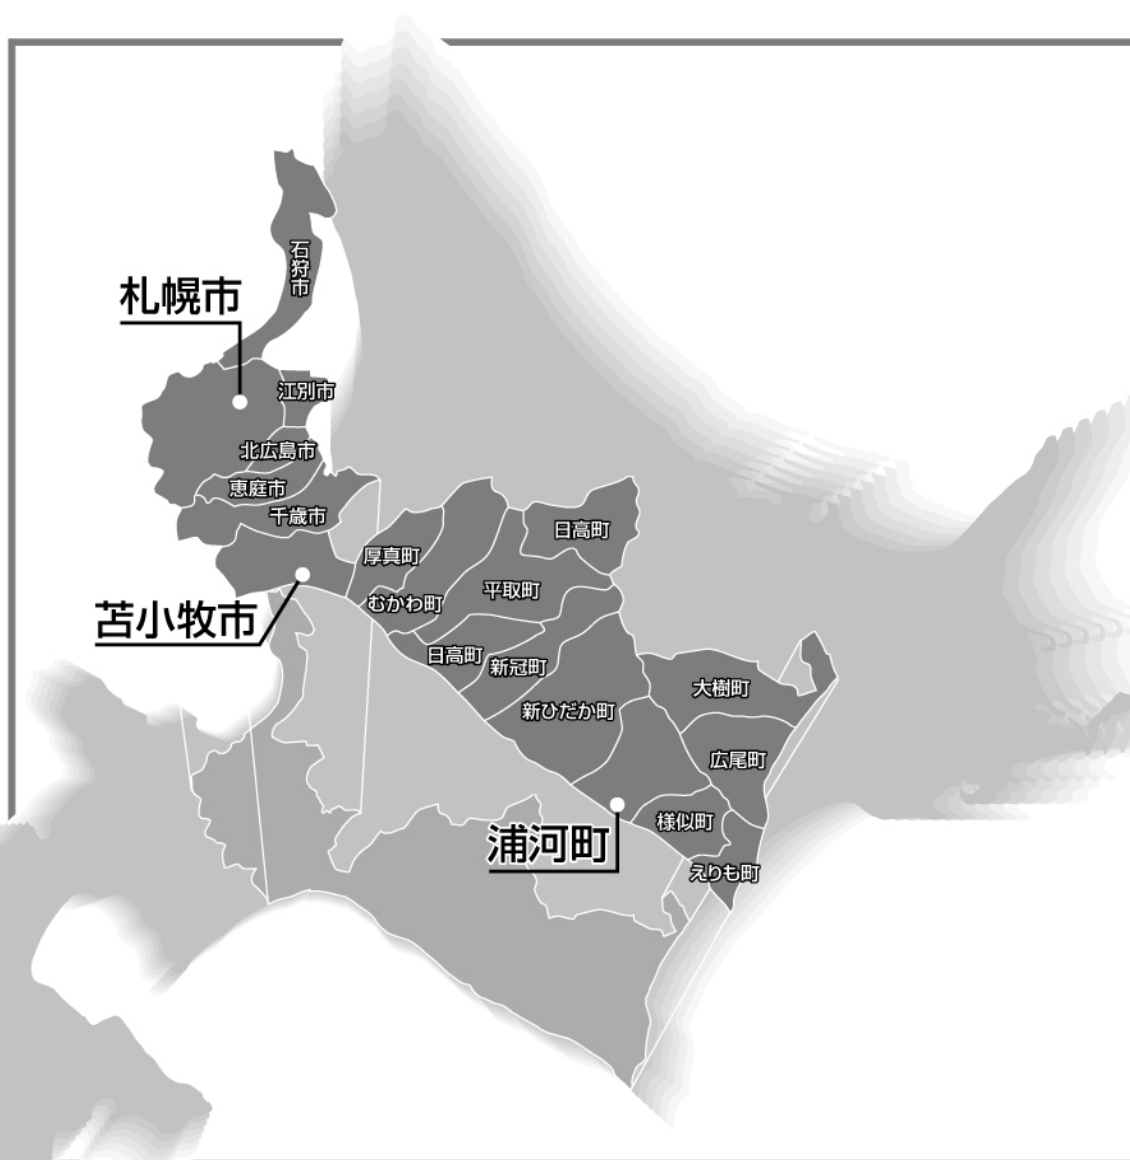 石狩市
札幌市
江別市
北広島市
恵庭市
千歳市
日高町
厚真町
平取町
むかわ町
苫小牧市
日高町
新冠町
大樹町
新ひだか町
広尾町
様似町
浦河町
えりも町